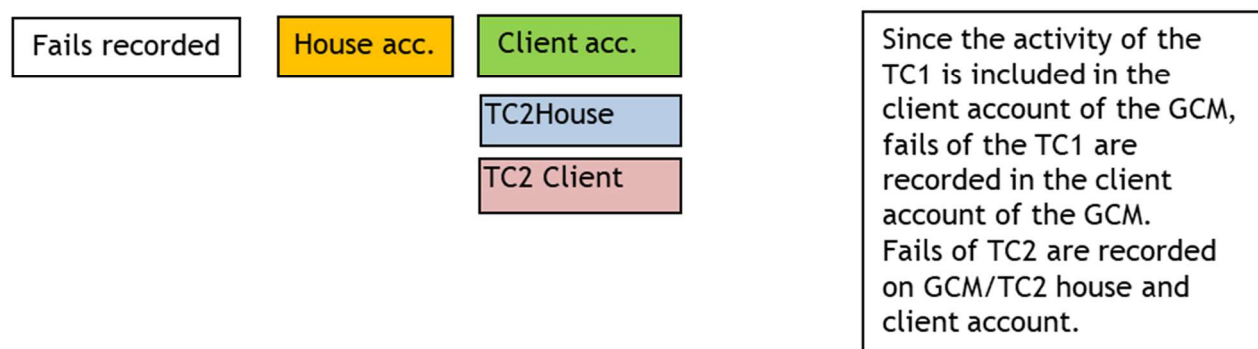 Fails recorded
House acc.
Client acc.
TC2House
TC2 Client
Since the activity of the
TC1 is included in the
client account of the GCM,
fails of the TC1 are
recorded in the client
account of the GCM.
Fails of TC2 are recorded
on GCM/TC2 house and
client account.